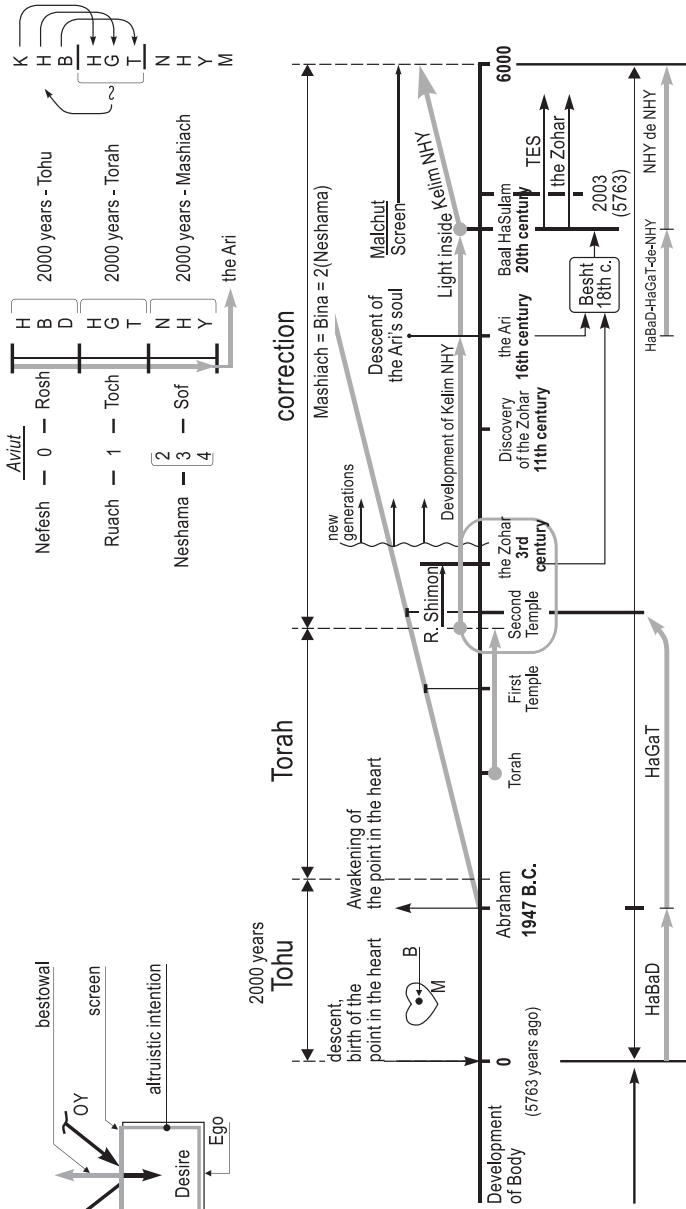 bestowal
OY
screen
altruistic intention
Desire
Ego
Aviut
Nefesh — 0 — Rosh
Ruach — 1 — Toch
Neshama — 2 3 4 — Sof
H
B
D
2000 years - Tohu
H
G
T
2000 years - Torah
N
H
Y
2000 years - Mashiach
the Ari
K
H
B
H
G
T
N
H
Y
M
2
2000 years
Tohu
Torah
correction
descent,
birth of the
point in the heart
B
M
Awakening of
the point in the heart
Mashiach = Bina = 2(Neshama)
new
generations
R. Shimon
Descent of
the Ari's soul
Development of Kelim NHY
Light inside Kelim NHY
Malchut
Screen
Development
of Body
0
(5763 years ago)
Abraham
1947 B.C.
Torah
First
Temple
Second
Temple
the Zohar
3rd
century
Discovery
of the Zohar
11th century
the Ari
16th century
Besht
18th c.
Baal HaSulam
20th century
TES
the Zohar
2003
(5763)
6000
HaBaD
HaGaT
HaBaD-HaGaT-de-NHY
NHY de NHY